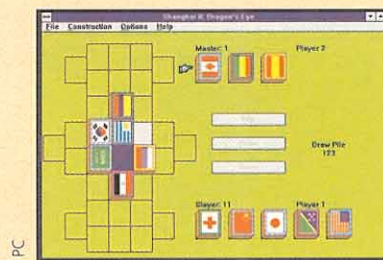 Shanghai II: Dragon's Eye
File Construction Options Help
Master: 1 Player 2
Draw Pile
123
Slayer: 11 Player 1
PC